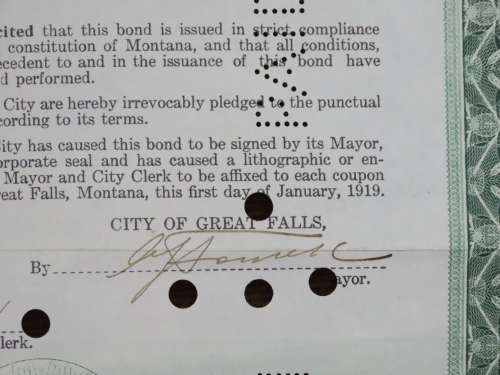 cited that this bond is issued in strict compliance
constitution of Montana, and that all conditions,
ecedent to and in the issuance of this bond have
d performed.
City are hereby irrevocably pledged to the punctual
cording to its terms.
City has caused this bond to be signed by its Mayor,
orporate seal and has caused a lithographic or en-
Mayor and City Clerk to be affixed to each coupon
reat Falls, Montana, this first day of January, 1919.
CITY OF GREAT FALLS,
By
ayor.
lerk.